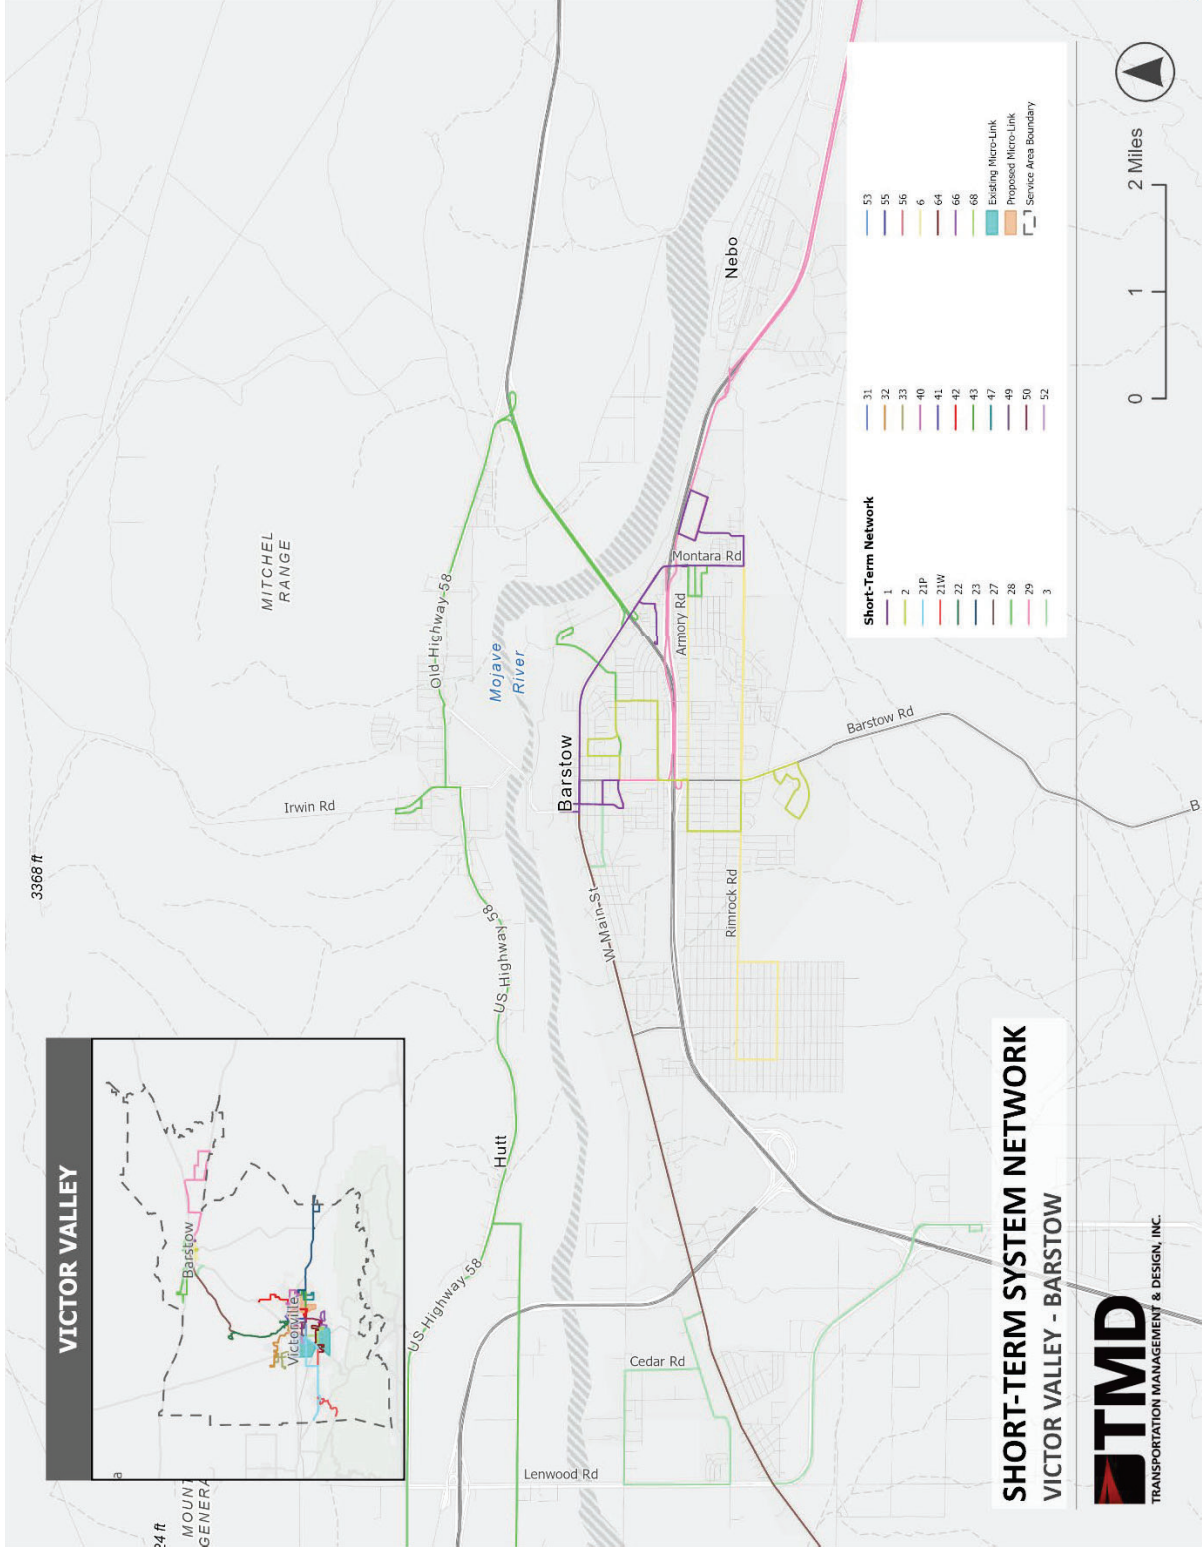 VICTOR VALLEY
Barstow
Victorville
a
3368 ft
24 ft
MOUNT
GENERA
MITCHEL
RANGE
Irwin Rd
Old-Highway-58
Mojave
River
US Highway 58
US-Highway-58
Hutt
Barstow
W-Main-St
Nebo
Montara Rd
Armory Rd
Rimrock Rd
Barstow Rd
B
Cedar Rd
Lenwood Rd
Short-Term Network
1
2
21P
21W
22
23
27
28
29
3
31
32
33
40
41
42
43
47
49
50
52
53
55
56
6
64
66
68
Existing Micro-Link
Proposed Micro-Link
Service Area Boundary
0 1 2 Miles
SHORT-TERM SYSTEM NETWORK
VICTOR VALLEY - BARSTOW
TMD
TRANSPORTATION MANAGEMENT & DESIGN, INC.